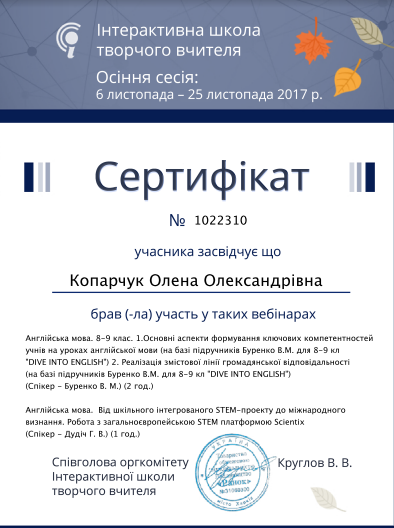 Інтерактивна школа
творчого вчителя
Осіння сесія:
6 листопада – 25 листопада 2017 р.
Сертифікат
№ 1022310
учасника засвідчує що
Копарчук Олена Олександрівна
брав (-ла) участь у таких вебінарах
Англійська мова. 8-9 клас. 1.Основні аспекти формування ключових компетентностей
учнів на уроках англійської мови (на базі підручників Буренко В.М. для 8-9 кл
"DIVE INTO ENGLISH") 2. Реалізація змістової лінії громадянської відповідальності
(на базі підручників Буренко В.М. для 8-9 кл "DIVE INTO ENGLISH")
(Спікер - Буренко В. М.) (2 год.)
Англійська мова. Від шкільного інтегрованого STEM-проекту до міжнародного
визнання. Робота з загальноєвропейською STEM платформою Scientix
(Спікер - Дудіч Г. В.) (1 год.)
Співголова оргкомітету
Інтерактивної школи
творчого вчителя
Круглов В. В.